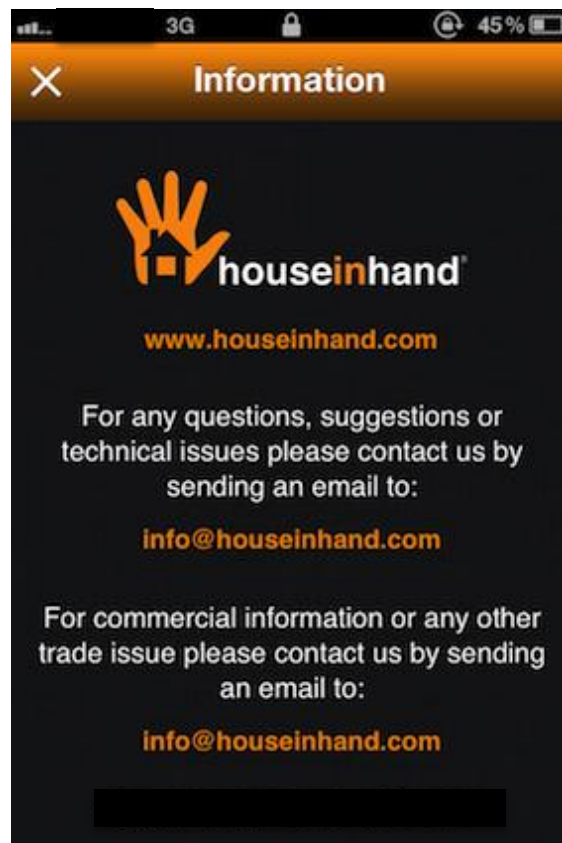 3G 45%
Information
houseinhand®
www.houseinhand.com
For any questions, suggestions or
technical issues please contact us by
sending an email to:
info@houseinhand.com
For commercial information or any other
trade issue please contact us by sending
an email to:
info@houseinhand.com